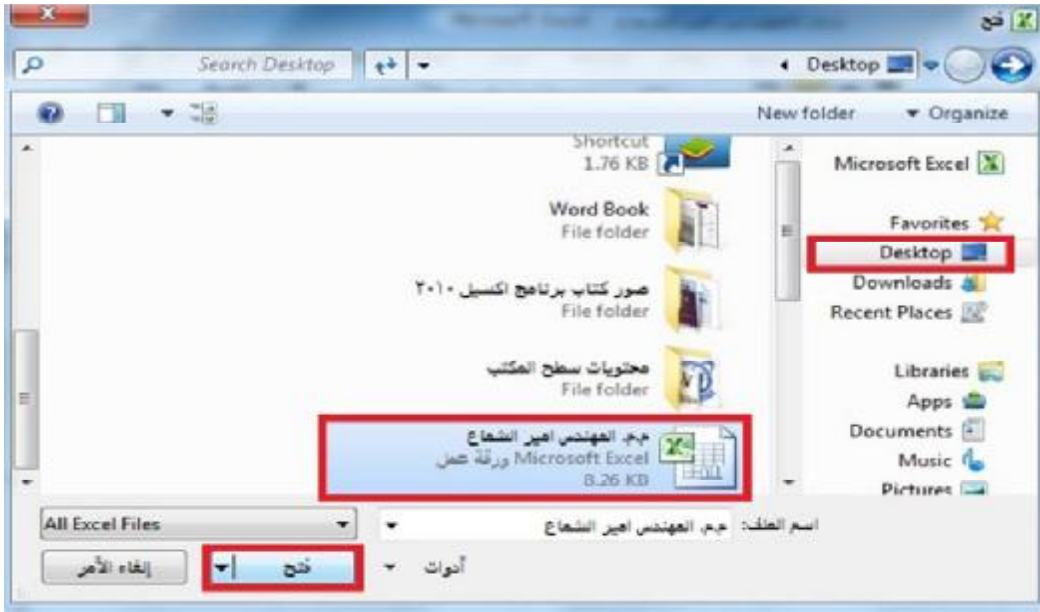 فتح
Desktop
Search Desktop
Organize
New folder
Microsoft Excel
Favorites
Desktop
Downloads
Recent Places
Libraries
Apps
Documents
Music
Pictures
Shortcut
1.76 KB
Word Book
File folder
صور كتاب برنامج اكسيل ٢٠١٠
File folder
محتويات سطح المكتب
File folder
م.م. المهندس امير الشماع
Microsoft Excel ورقة عمل
8.26 KB
اسم الملف: م.م. المهندس امير الشماع
All Excel Files
أدوات
فتح
إلغاء الأمر